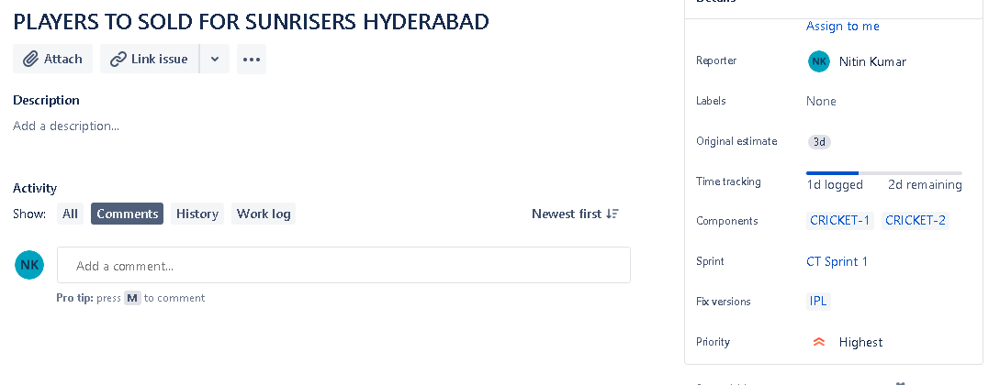 PLAYERS TO SOLD FOR SUNRISERS HYDERABAD
Attach
Link issue
Description
Add a description...
Activity
Show:
All
Comments
History
Work log
Newest first
NK
Add a comment...
Pro tip: press M to comment
Details
Assign to me
Reporter
NK
Nitin Kumar
Labels
None
Original estimate
3d
Time tracking
1d logged
2d remaining
Components
CRICKET-1
CRICKET-2
Sprint
CT Sprint 1
Fix versions
IPL
Priority
Highest